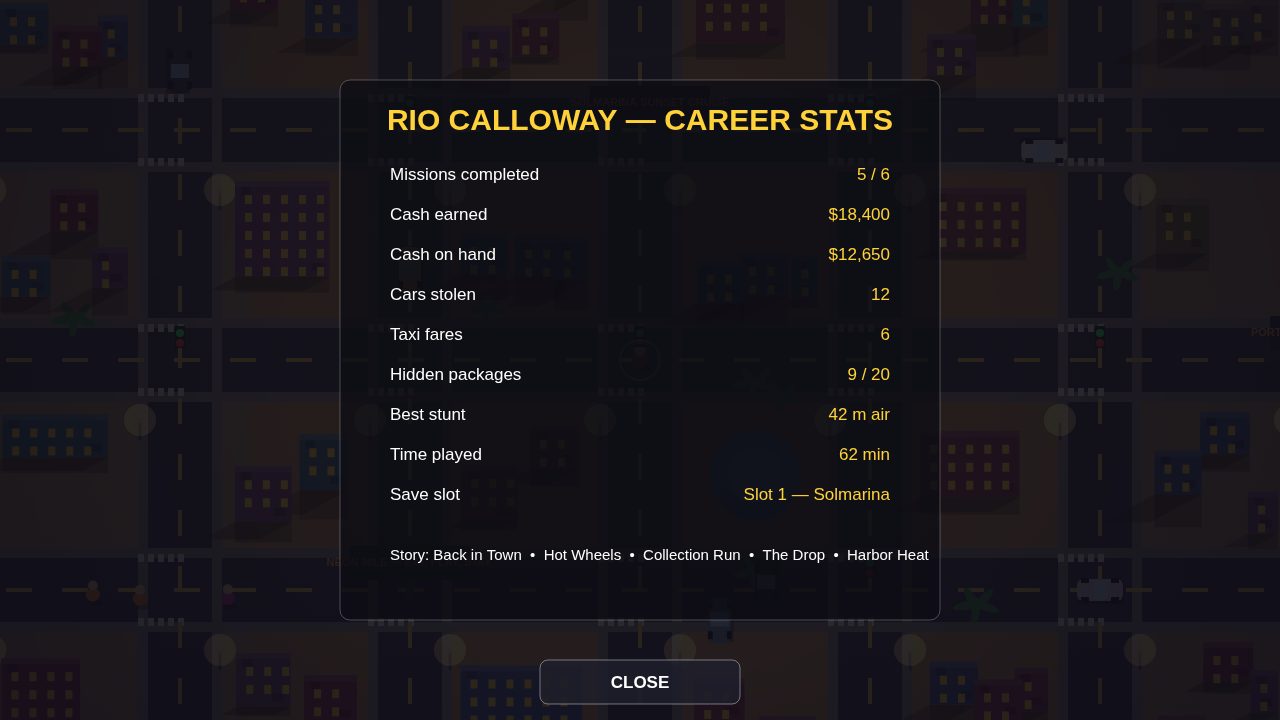 RIO CALLOWAY — CAREER STATS
Missions completed 5 / 6
Cash earned $18,400
Cash on hand $12,650
Cars stolen 12
Taxi fares 6
Hidden packages 9 / 20
Best stunt 42 m air
Time played 62 min
Save slot Slot 1 — Solmarina
Story: Back in Town • Hot Wheels • Collection Run • The Drop • Harbor Heat
CLOSE